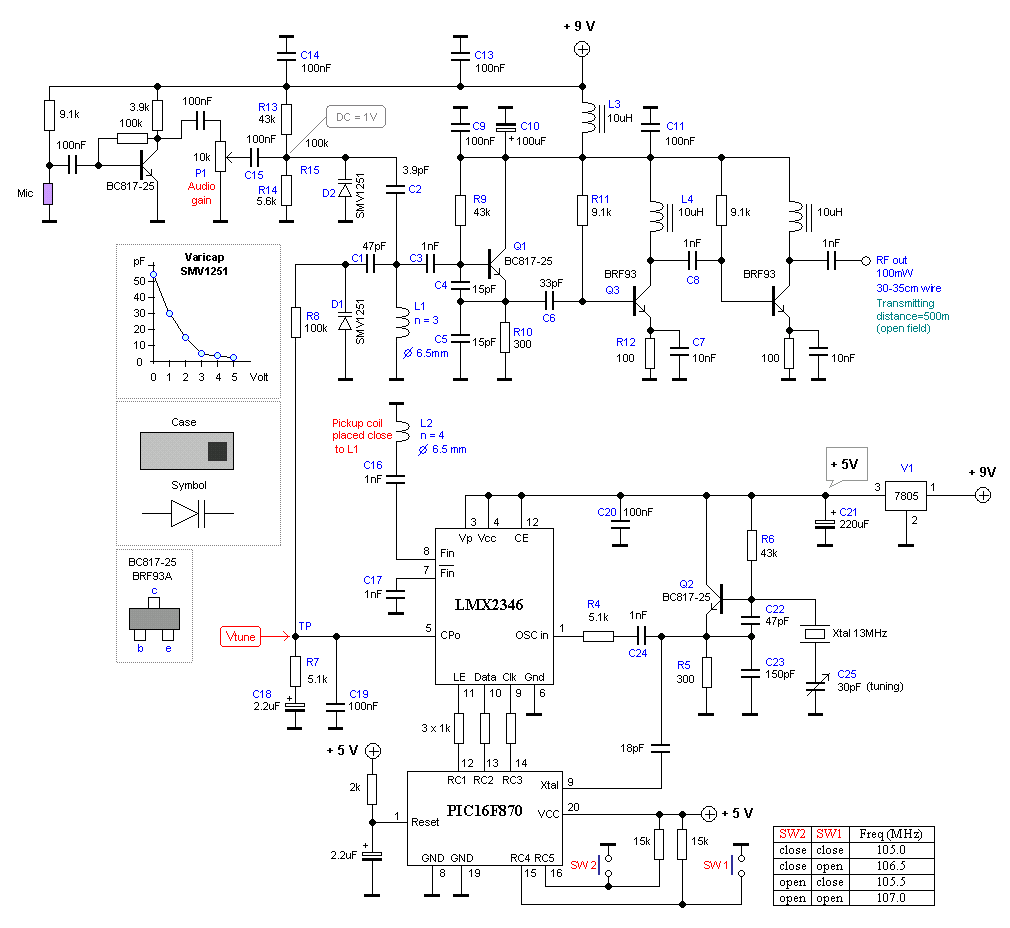 + 9 V
C14
100nF
C13
100nF
9.1k
3.9k
100k
100nF
100nF
10k
P1
Audio
gain
Mic
BC817-25
100nF
C15
R13
43k
DC = 1V
100k
R15
R14
5.6k
D2
SMV1251
3.9pF
C2
C9
100nF
C10
+
100uF
L3
10uH
C11
100nF
R9
43k
R11
9.1k
L4
10uH
9.1k
10uH
47pF
C1
1nF
C3
Q1
BC817-25
C4
15pF
33pF
C6
C5
15pF
R10
300
BRF93
Q3
1nF
C8
BRF93
1nF
RF out
100mW
30-35cm wire
Transmitting
distance=500m
(open field)
R12
100
C7
10nF
100
10nF
R8
100k
D1
SMV1251
L1
n = 3
ø 6.5mm
Varicap
SMV1251
pF
50
40
30
20
10
0
0 1 2 3 4 5 Volt
Case
Symbol
BC817-25
BRF93A
c
b e
Pickup coil
placed close
to L1
L2
n = 4
ø 6.5 mm
C16
1nF
C17
1nF
3 4 12
Vp Vcc CE
8 Fin
7 Fin
LMX2346
5 CPo
OSC in 1
LE Data Clk Gnd
11 10 9 6
Vtune
TP
R7
5.1k
C18
2.2uF
+
C19
100nF
C20
100nF
+ 5V
V1
3 7805 1
2
+ 9V
+ C21
220uF
R6
43k
Q2
BC817-25
R4
5.1k
1nF
C24
R5
300
C22
47pF
C23
150pF
Xtal 13MHz
C25
30pF (tuning)
3 x 1k
18pF
+ 5 V
2k
2.2uF
+
12 13 14
RC1 RC2 RC3
Xtal 9
PIC16F870
VCC 20
1 Reset
GND GND RC4 RC5
8 19 15 16
+ 5 V
15k
15k
SW 2
SW 1
SW2 SW1 Freq (MHz)
close close 105.0
close open 106.5
open close 105.5
open open 107.0